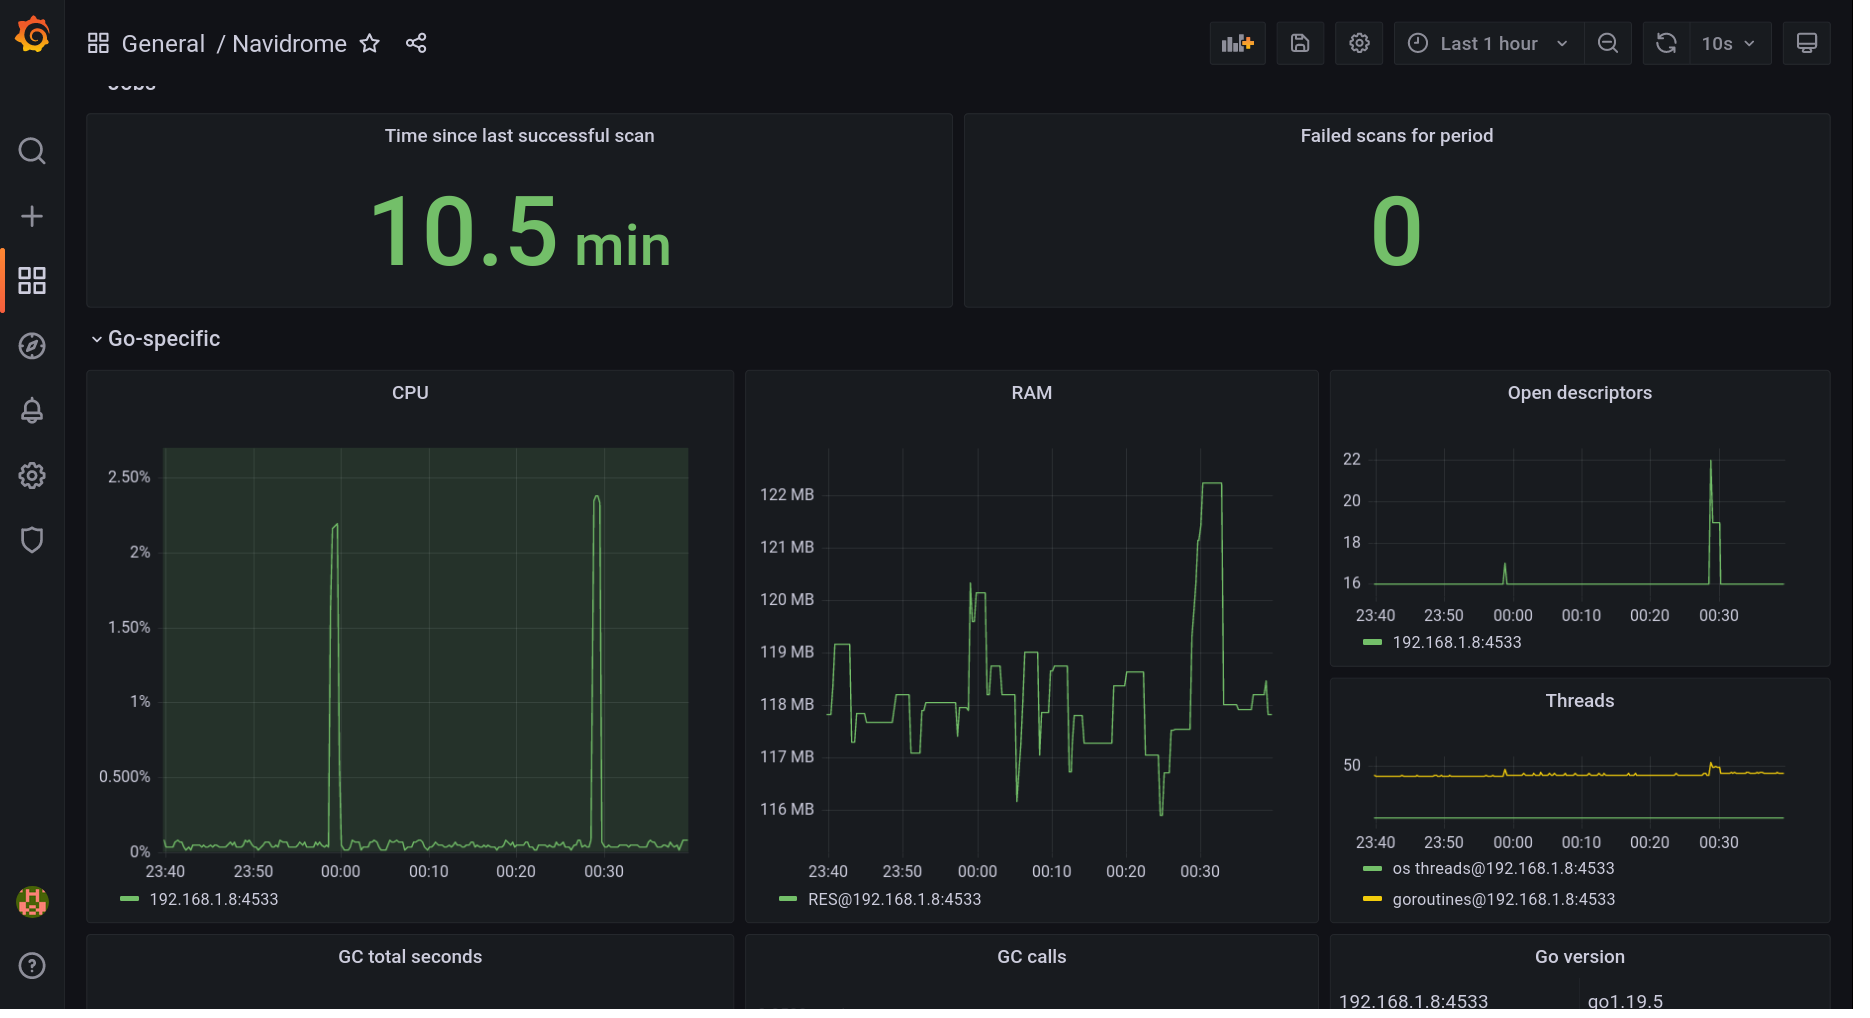 General / Navidrome
Last 1 hour
10s
Jobs
Time since last successful scan
10.5 min
Failed scans for period
0
Go-specific
CPU
2.50%
2%
1.50%
1%
0.500%
0%
23:40 23:50 00:00 00:10 00:20 00:30
192.168.1.8:4533
RAM
122 MB
121 MB
120 MB
119 MB
118 MB
117 MB
116 MB
23:40 23:50 00:00 00:10 00:20 00:30
RES@192.168.1.8:4533
Open descriptors
22
20
18
16
23:40 23:50 00:00 00:10 00:20 00:30
192.168.1.8:4533
Threads
50
23:40 23:50 00:00 00:10 00:20 00:30
os threads@192.168.1.8:4533
goroutines@192.168.1.8:4533
GC total seconds
GC calls
Go version
192.168.1.8:4533 go1.19.5